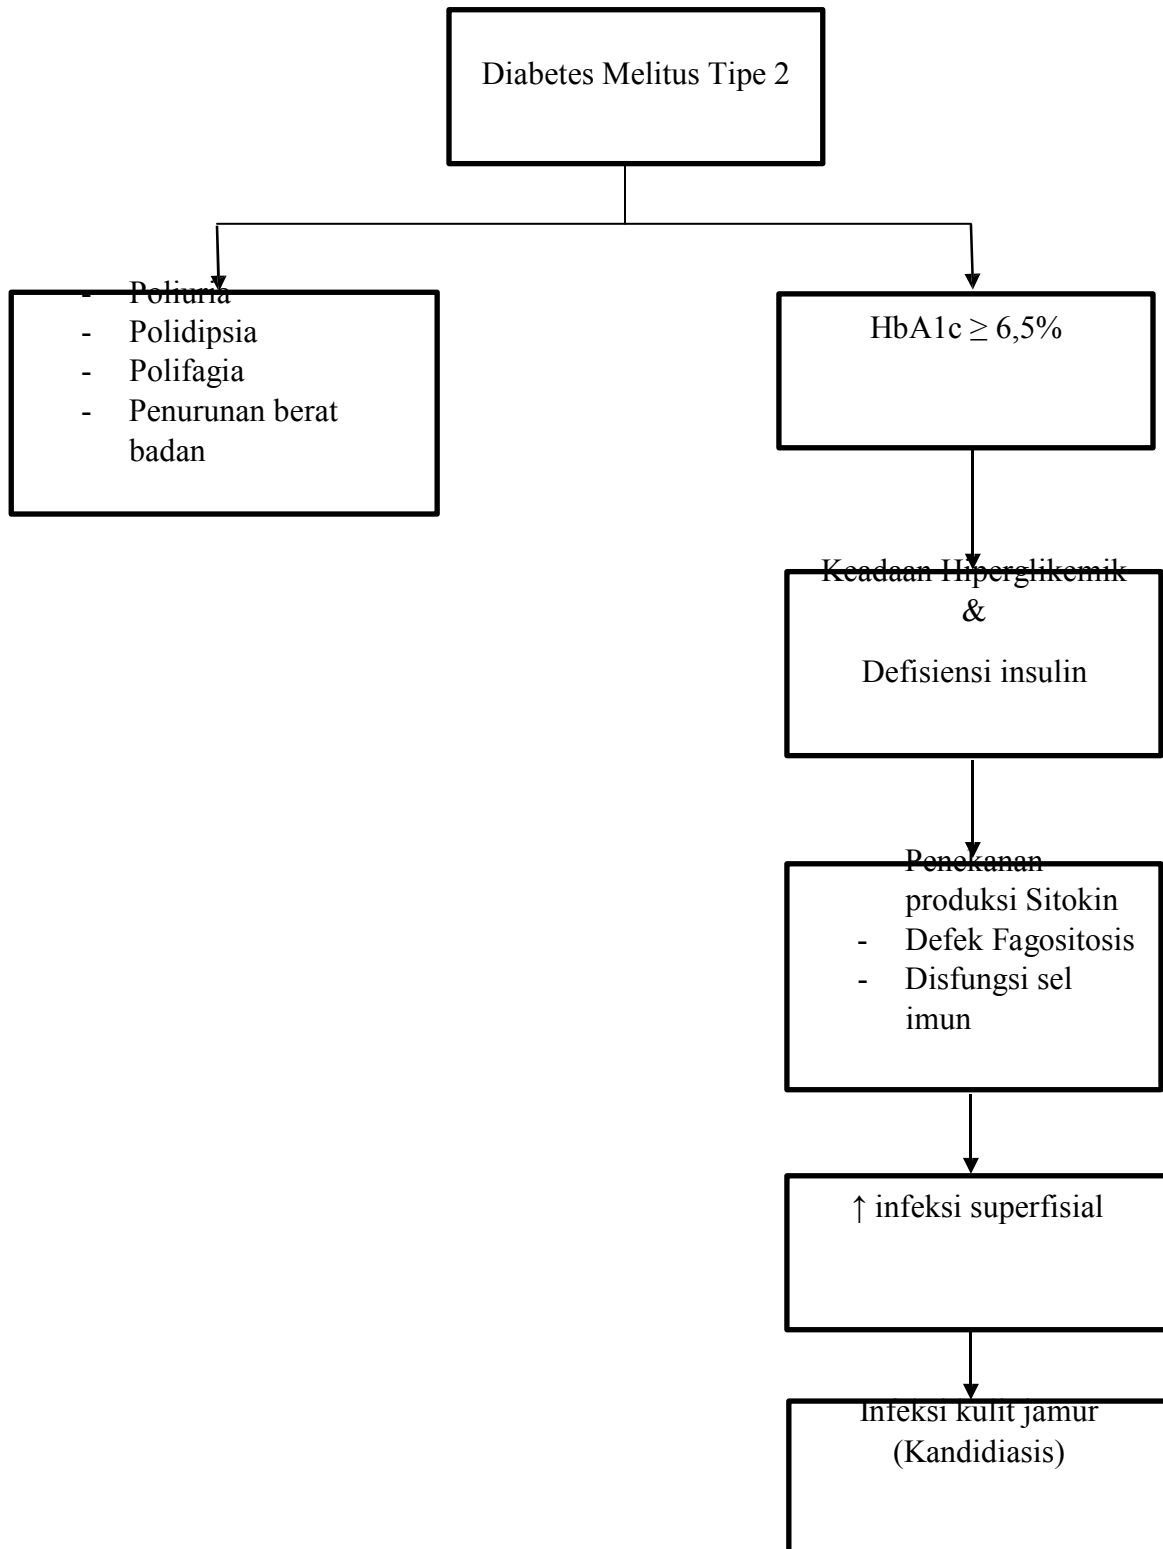 Diabetes Melitus Tipe 2
- Poliuria
- Polidipsia
- Polifagia
- Penurunan berat
badan
HbA1c ≥ 6,5%
Keadaan Hiperglikemik
&
Defisiensi insulin
Penekanan
produksi Sitokin
- Defek Fagositosis
- Disfungsi sel
imun
↑ infeksi superfisial
Infeksi kulit jamur
(Kandidiasis)